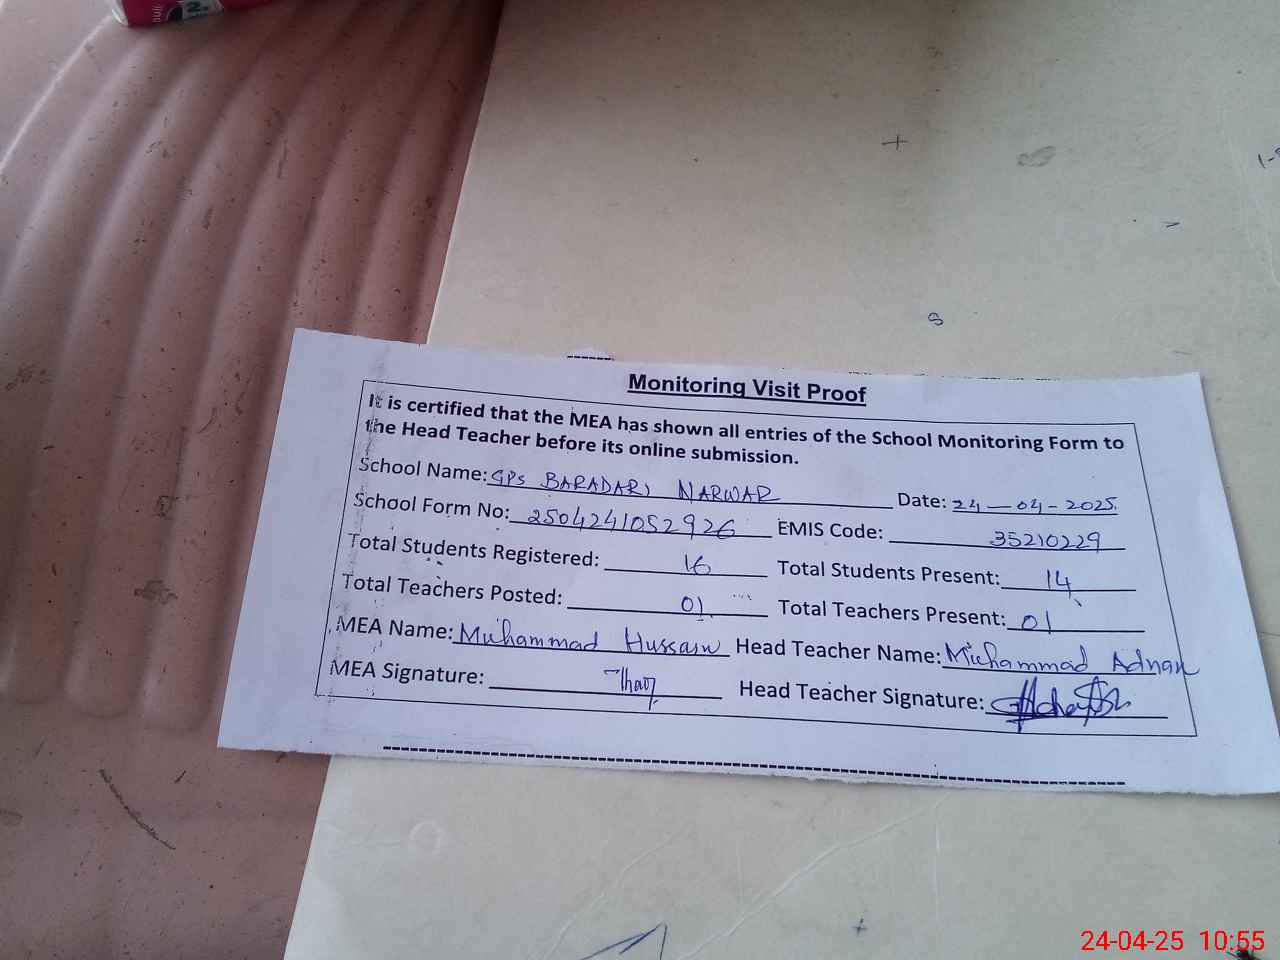 Monitoring Visit Proof
It is certified that the MEA has shown all entries of the School Monitoring Form to
the Head Teacher before its online submission.
School Name: GPS BARADARI NARWAR Date: 24-04-2025.
School Form No: 2504241052926 EMIS Code: 35210229
Total Students Registered: 16 Total Students Present: 14
Total Teachers Posted: 01 Total Teachers Present: 01
MEA Name: Muhammad Hussain Head Teacher Name: Muhammad Adnan
MEA Signature: Head Teacher Signature:
24-04-25 10:55